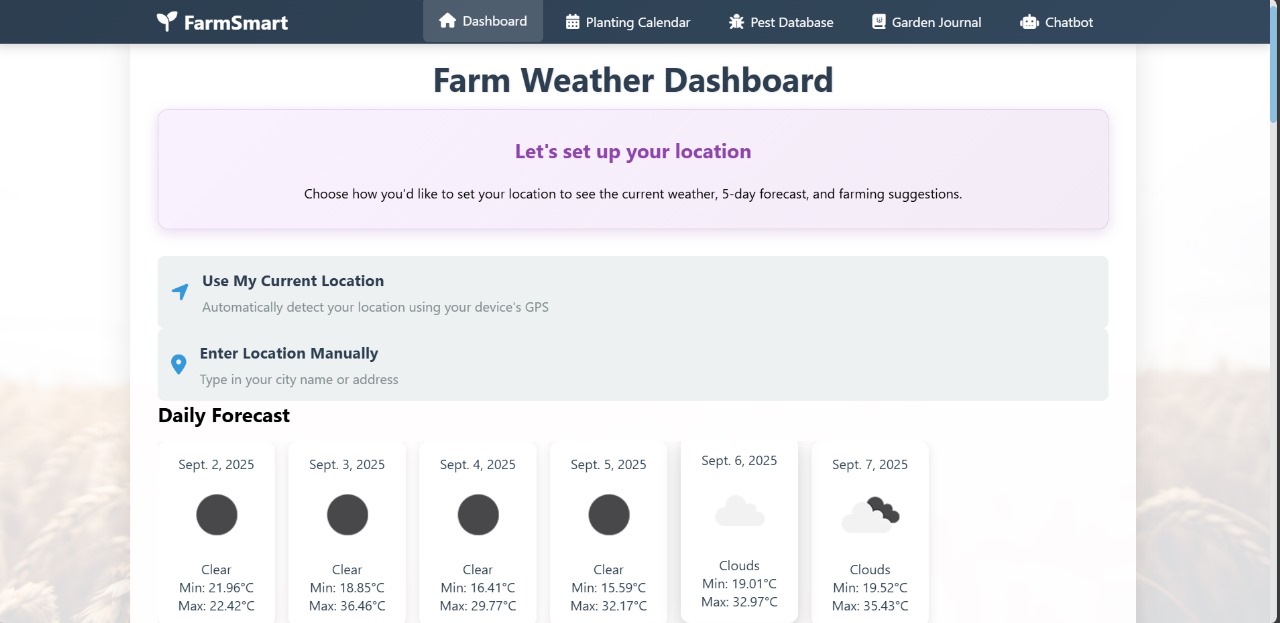 FarmSmart
Dashboard
Planting Calendar
Pest Database
Garden Journal
Chatbot
Farm Weather Dashboard
Let's set up your location
Choose how you'd like to set your location to see the current weather, 5-day forecast, and farming suggestions.
Use My Current Location
Automatically detect your location using your device's GPS
Enter Location Manually
Type in your city name or address
Daily Forecast
Sept. 2, 2025
Clear
Min: 21.96°C
Max: 22.42°C
Sept. 3, 2025
Clear
Min: 18.85°C
Max: 36.46°C
Sept. 4, 2025
Clear
Min: 16.41°C
Max: 29.77°C
Sept. 5, 2025
Clear
Min: 15.59°C
Max: 32.17°C
Sept. 6, 2025
Clouds
Min: 19.01°C
Max: 32.97°C
Sept. 7, 2025
Clouds
Min: 19.52°C
Max: 35.43°C